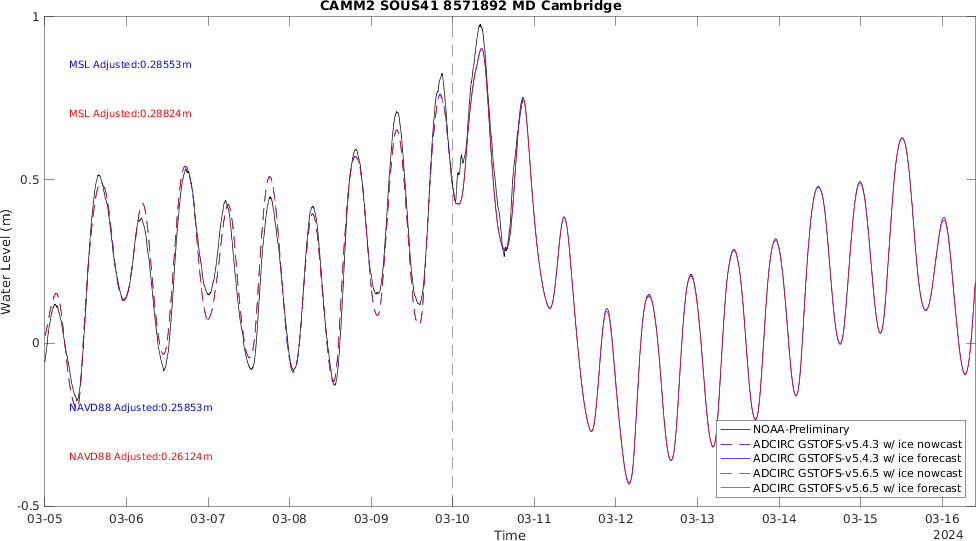 CAMM2 SOUS41 8571892 MD Cambridge
1
MSL Adjusted:0.28553m
MSL Adjusted:0.28824m
0.5
Water Level (m)
0
NAVD88 Adjusted:0.25853m
NAVD88 Adjusted:0.26124m
NOAA-Preliminary
ADCIRC GSTOFS-v5.4.3 w/ ice nowcast
ADCIRC GSTOFS-v5.4.3 w/ ice forecast
ADCIRC GSTOFS-v5.6.5 w/ ice nowcast
ADCIRC GSTOFS-v5.6.5 w/ ice forecast
-0.5
03-05 03-06 03-07 03-08 03-09 03-10 03-11 03-12 03-13 03-14 03-15 03-16
Time
2024